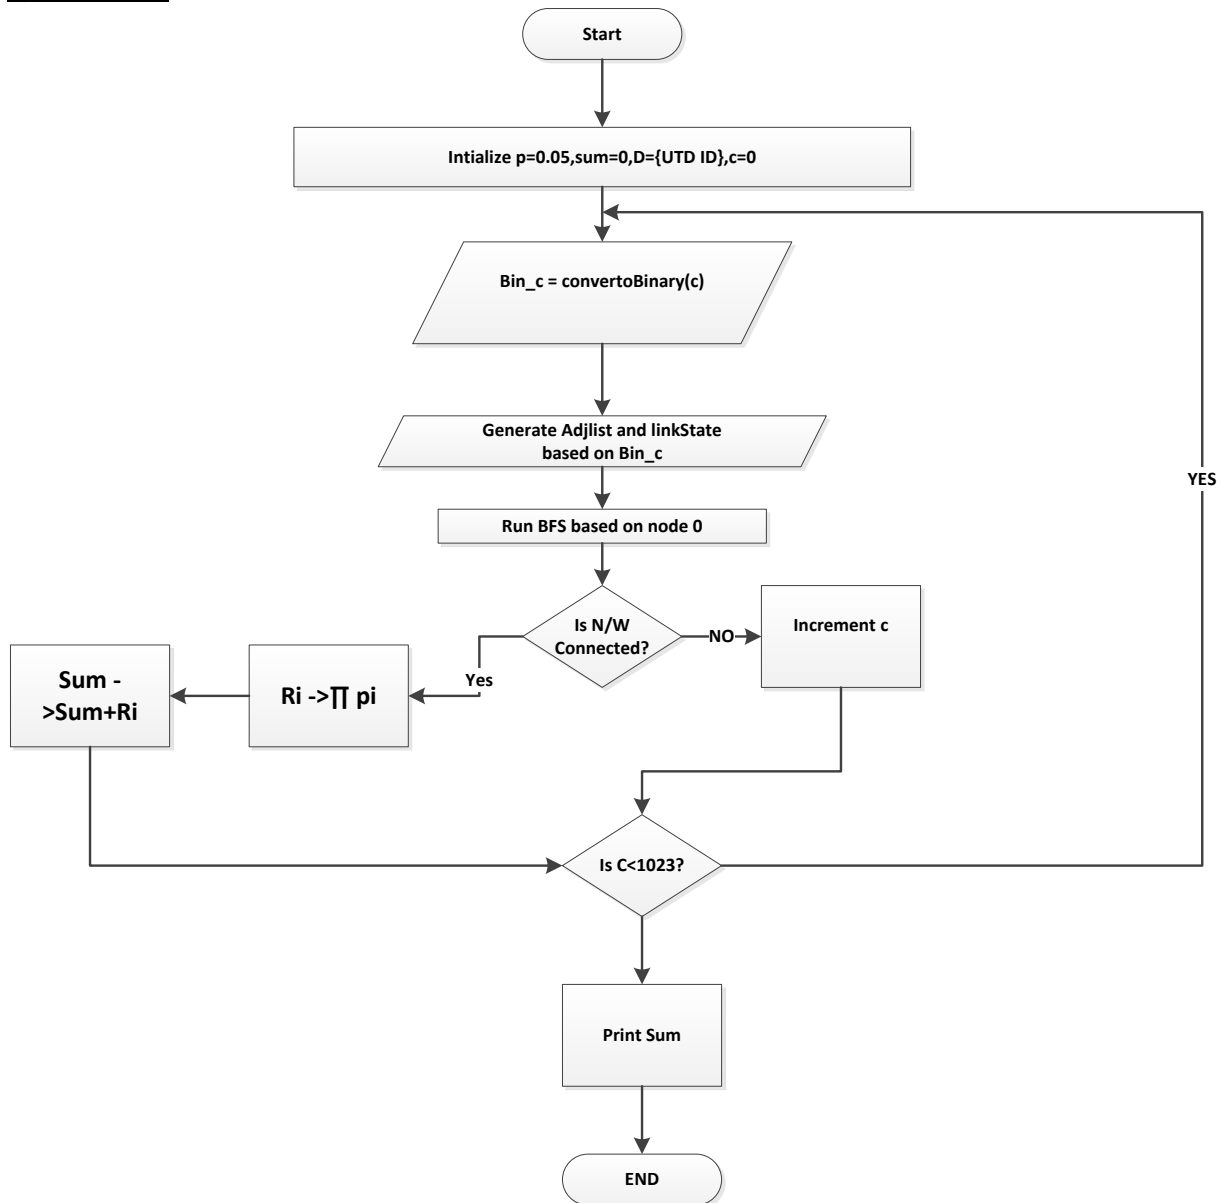 Start
Intialize p=0.05,sum=0,D={UTD ID},c=0
Bin_c = convertoBinary(c)
Generate Adjlist and linkState
based on Bin_c
Run BFS based on node 0
YES
Is N/W
Connected?
NO
Increment c
Yes
Ri ->∏ pi
Sum -
>Sum+Ri
Is C<1023?
Print Sum
END